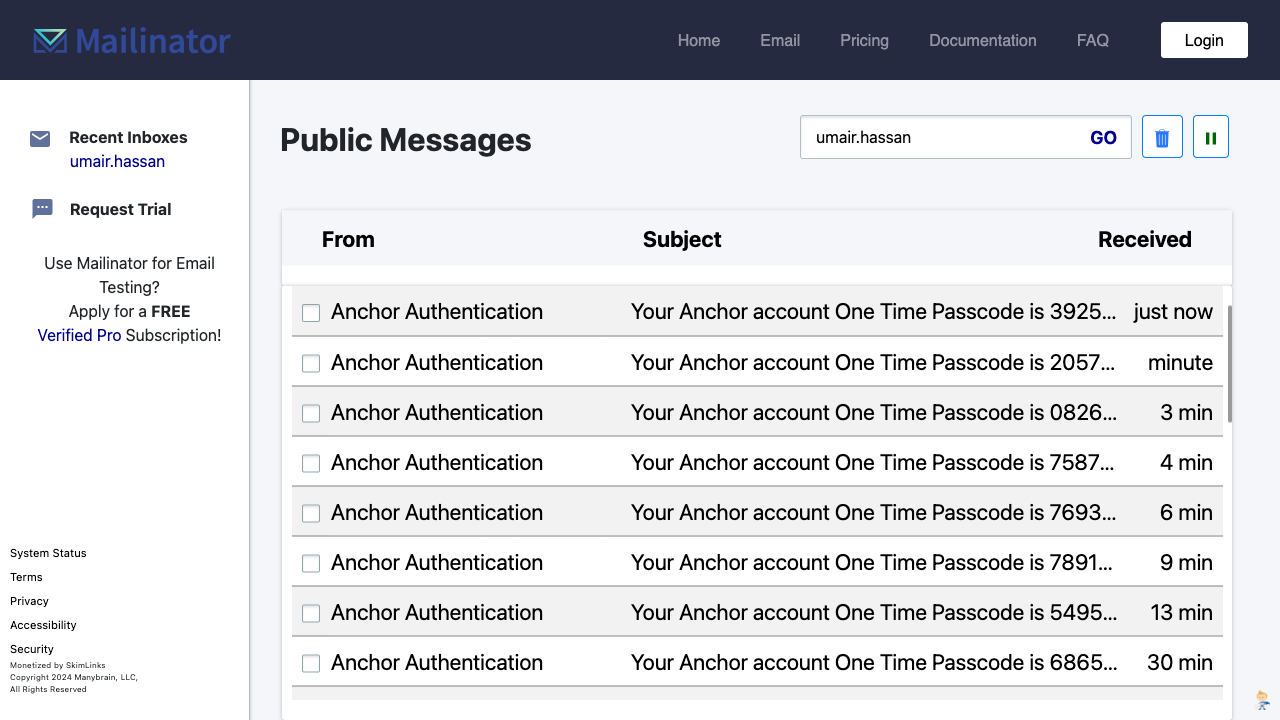 Mailinator
Home Email Pricing Documentation FAQ Login
Recent Inboxes
umair.hassan
Request Trial
Use Mailinator for Email
Testing?
Apply for a FREE
Verified Pro Subscription!
System Status
Terms
Privacy
Accessibility
Security
Monetized by SkimLinks
Copyright 2024 Manybrain, LLC,
All Rights Reserved
Public Messages
umair.hassan GO
From Subject Received
Anchor Authentication Your Anchor account One Time Passcode is 3925... just now
Anchor Authentication Your Anchor account One Time Passcode is 2057... minute
Anchor Authentication Your Anchor account One Time Passcode is 0826... 3 min
Anchor Authentication Your Anchor account One Time Passcode is 7587... 4 min
Anchor Authentication Your Anchor account One Time Passcode is 7693... 6 min
Anchor Authentication Your Anchor account One Time Passcode is 7891... 9 min
Anchor Authentication Your Anchor account One Time Passcode is 5495... 13 min
Anchor Authentication Your Anchor account One Time Passcode is 6865... 30 min